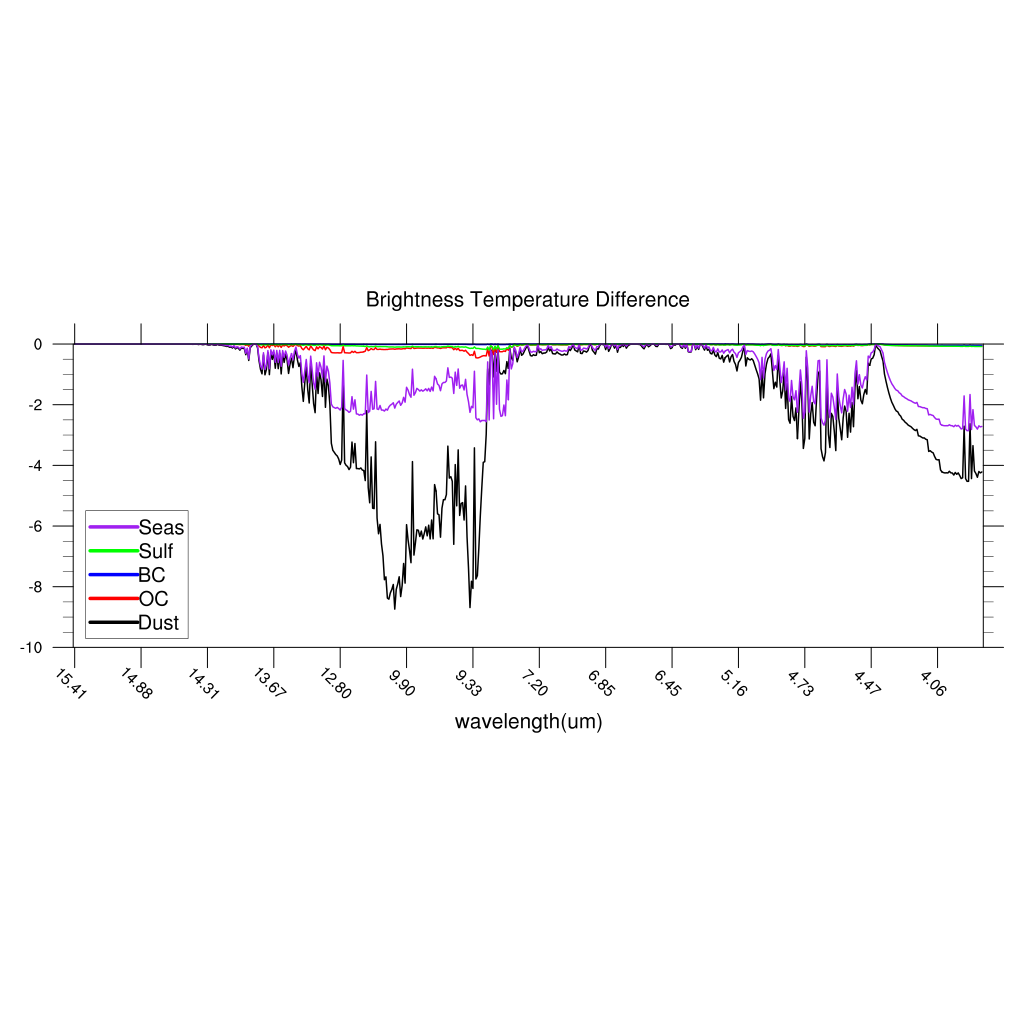 Brightness Temperature Difference
0
-2
-4
-6
-8
-10
Seas
Sulf
BC
OC
Dust
15.41 14.88 14.31 13.67 12.80 9.90 9.33 7.20 6.85 6.45 5.16 4.73 4.47 4.06
wavelength(um)